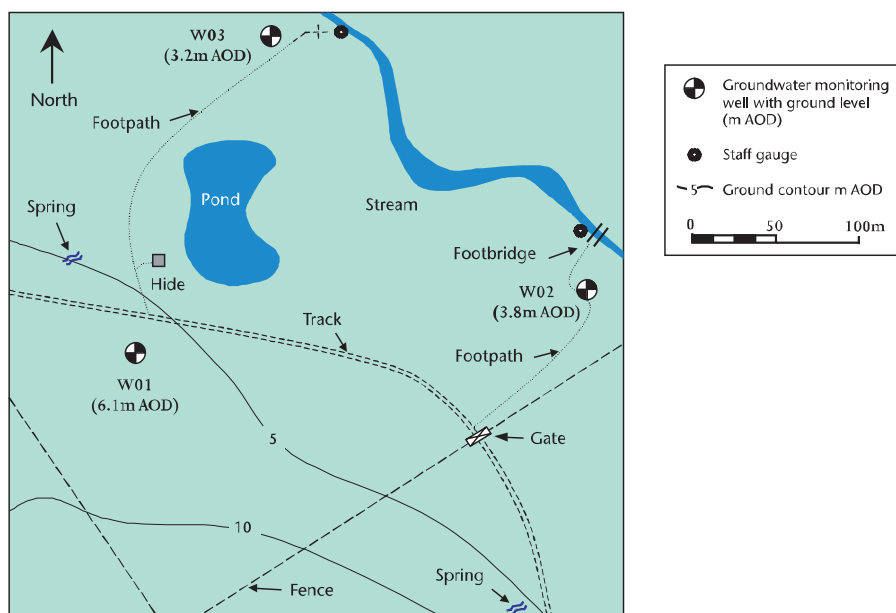 W03
(3.2m AOD)
North
Footpath
Spring
Pond
Stream
Hide
Footbridge
W02
(3.8m AOD)
Track
Footpath
W01
(6.1m AOD)
5
Gate
10
Fence
Spring
Groundwater monitoring
well with ground level
(m AOD)
Staff gauge
5 Ground contour m AOD
0 50 100m